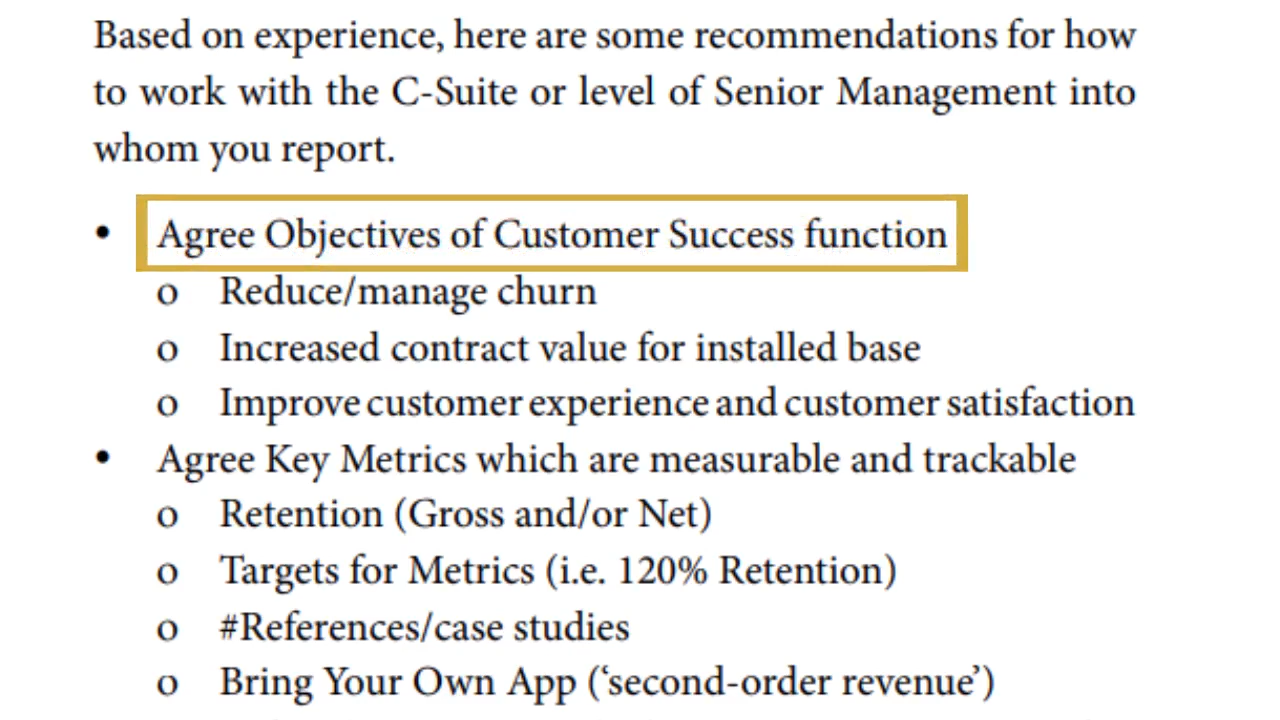 Based on experience, here are some recommendations for how
to work with the C-Suite or level of Senior Management into
whom you report.
• Agree Objectives of Customer Success function
o Reduce/manage churn
o Increased contract value for installed base
o Improve customer experience and customer satisfaction
• Agree Key Metrics which are measurable and trackable
o Retention (Gross and/or Net)
o Targets for Metrics (i.e. 120% Retention)
o #References/case studies
o Bring Your Own App (‘second-order revenue’)